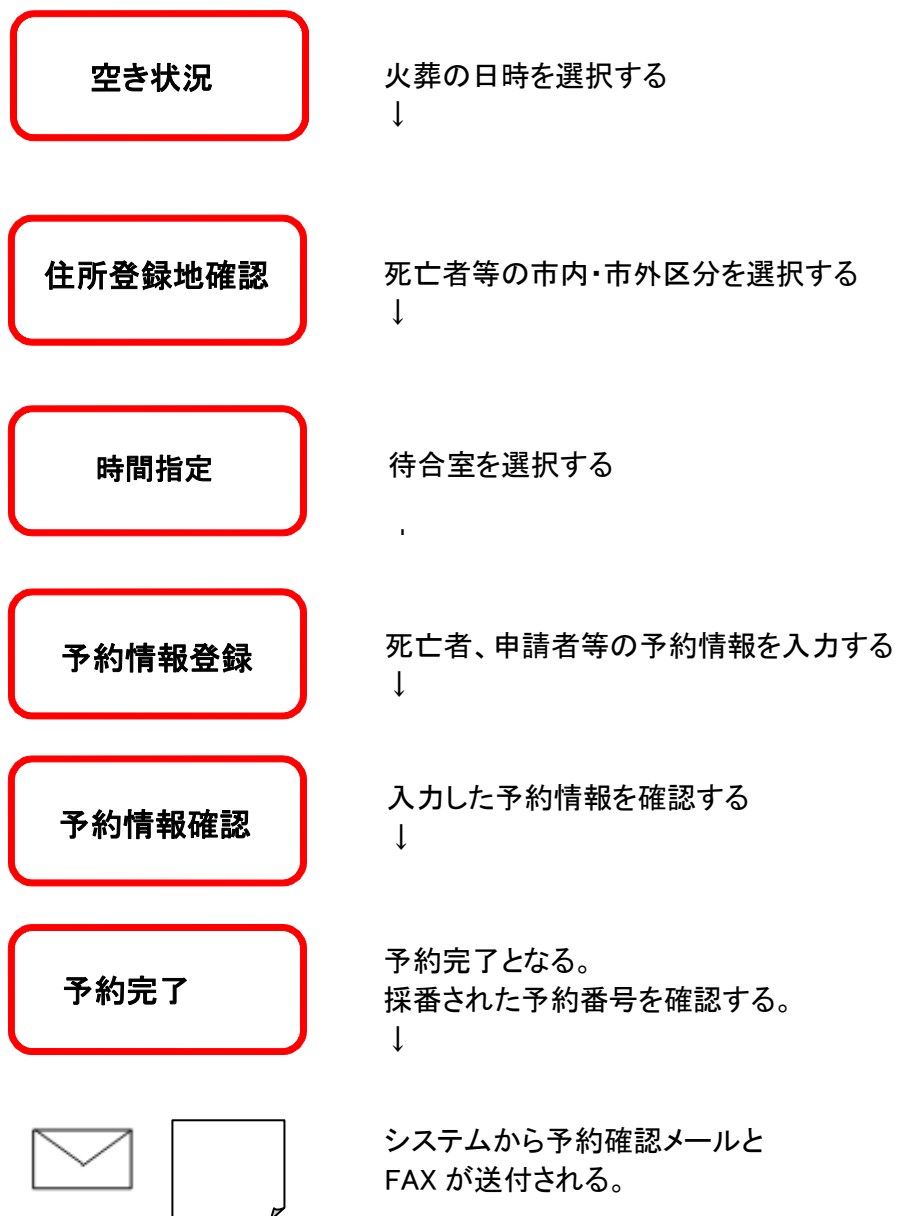 空き状況
火葬の日時を選択する
↓
住所登録地確認
死亡者等の市内・市外区分を選択する
↓
時間指定
待合室を選択する
予約情報登録
死亡者、申請者等の予約情報を入力する
↓
予約情報確認
入力した予約情報を確認する
↓
予約完了
予約完了となる。
採番された予約番号を確認する。
↓
システムから予約確認メールと
FAX が送付される。